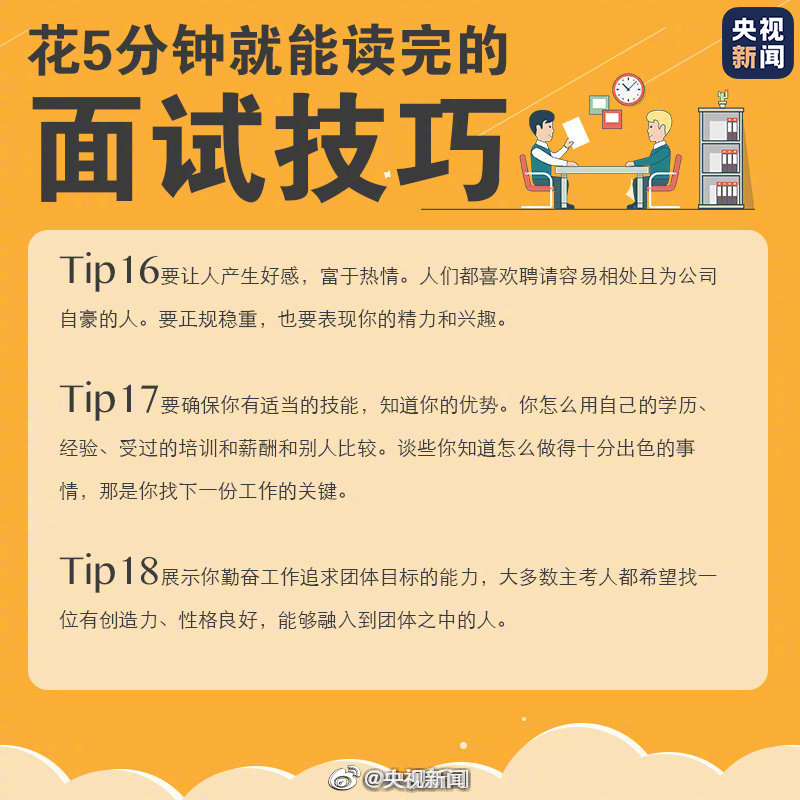 花5分钟就能读完的
面试技巧
央视
新闻
Tip16要让人产生好感，富于热情。人们都喜欢聘请容易相处且为公司
自豪的人。要正规稳重，也要表现你的精力和兴趣。
Tip17要确保你有适当的技能，知道你的优势。你怎么用自己的学历、
经验、受过的培训和薪酬和别人比较。谈些你知道怎么做得十分出色的事
情，那是你找下一份工作的关键。
Tip18展示你勤奋工作追求团体目标的能力，大多数主考人都希望找一
位有创造力、性格良好，能够融入到团体之中的人。
@央视新闻